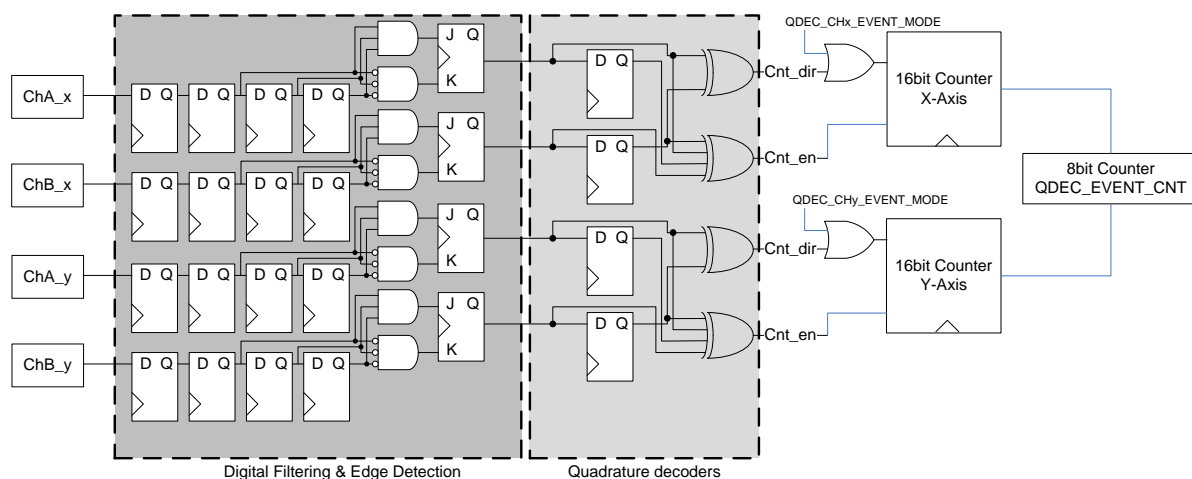 QDEC_CHx_EVENT_MODE
J Q
K
ChA_x
D Q D Q D Q D Q
D Q
Cnt_dir
16bit Counter
X-Axis
J Q
K
ChB_x
D Q D Q D Q D Q
D Q
Cnt_en
8bit Counter
QDEC_EVENT_CNT
QDEC_CHy_EVENT_MODE
J Q
K
ChA_y
D Q D Q D Q D Q
D Q
Cnt_dir
16bit Counter
Y-Axis
J Q
K
ChB_y
D Q D Q D Q D Q
D Q
Cnt_en
Digital Filtering & Edge Detection
Quadrature decoders